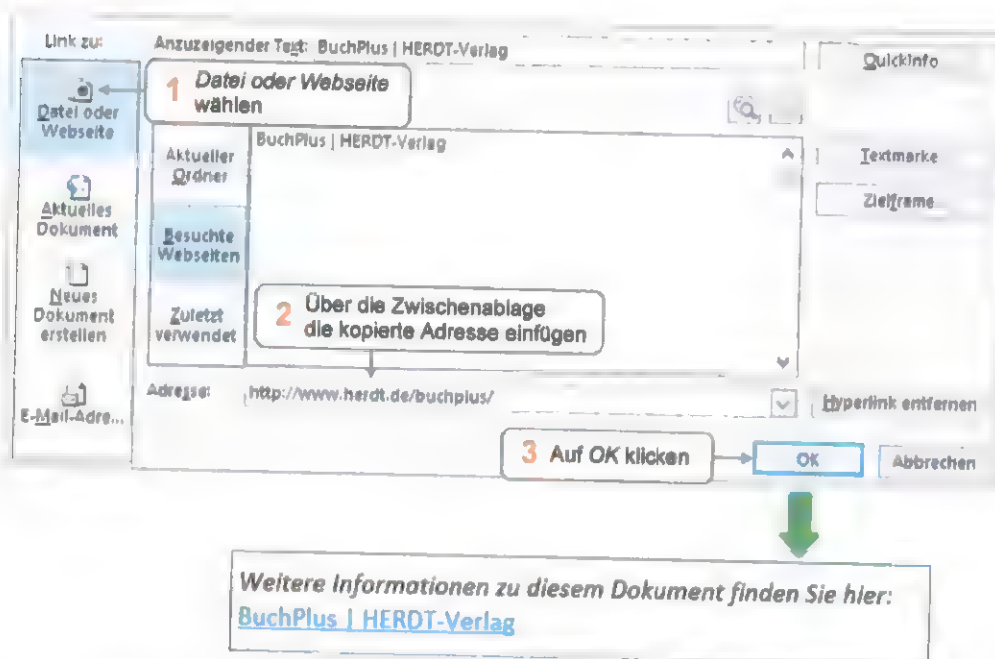 Link zu:
Anzuzeigender Text: BuchPlus | HERDT-Verlag
QuickInfo
1 Datei oder Webseite
wählen
Datei oder
Webseite
BuchPlus | HERDT-Verlag
Aktueller
Ordner
Textmarke
Zielframe
Aktuelles
Dokument
Besuchte
Webseiten
Neues
Dokument
erstellen
Zuletzt
verwendet
2 Über die Zwischenablage
die kopierte Adresse einfügen
E-Mail-Adre...
Adresse: http://www.herdt.de/buchplus/
Hyperlink entfernen
3 Auf OK klicken
OK
Abbrechen
Weitere Informationen zu diesem Dokument finden Sie hier:
BuchPlus | HERDT-Verlag